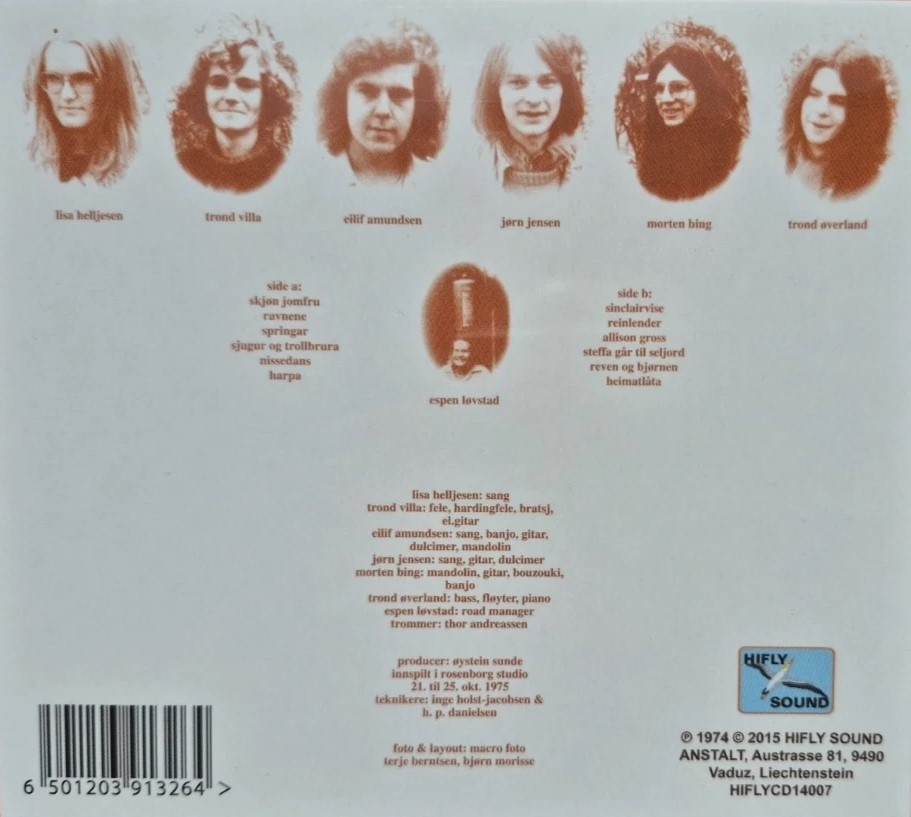 lisa helljesen
trond villa
eilif amundsen
jørn jensen
morten bing
trond øverland
side a:
skjøn jomfru
ravnene
springar
sjugur og trollbrura
nissedans
harpa
espen løvstad
side b:
sinclairvise
reinlender
allison gross
steffa går til seljord
reven og bjørnen
heimatlåta
lisa helljesen: sang
trond villa: fele, hardingfele, bratsj,
el.gitar
eilif amundsen: sang, banjo, gitar,
dulcimer, mandolin
jørn jensen: sang, gitar, dulcimer
morten bing: mandolin, gitar, bouzouki,
banjo
trond øverland: bass, fløyter, piano
espen løvstad: road manager
trommer: thor andreassen
producer: øystein sunde
innspilt i rosenborg studio
21. til 25. okt. 1975
teknikere: inge holst-jacobsen &
h. p. danielsen
foto & layout: macro foto
terje berntsen, bjørn morisse
6 501203 913264 >
HIFLY
SOUND
℗ 1974 © 2015 HIFLY SOUND
ANSTALT, Austrasse 81, 9490
Vaduz, Liechtenstein
HIFLYCD14007